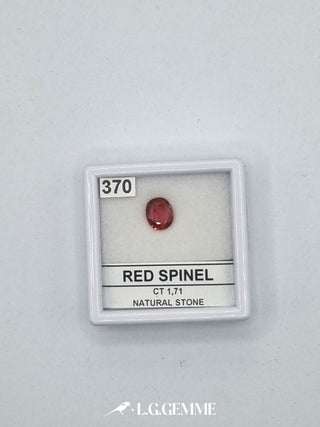 370
RED SPINEL
CT 1,71
NATURAL STONE
L.G.GEMME